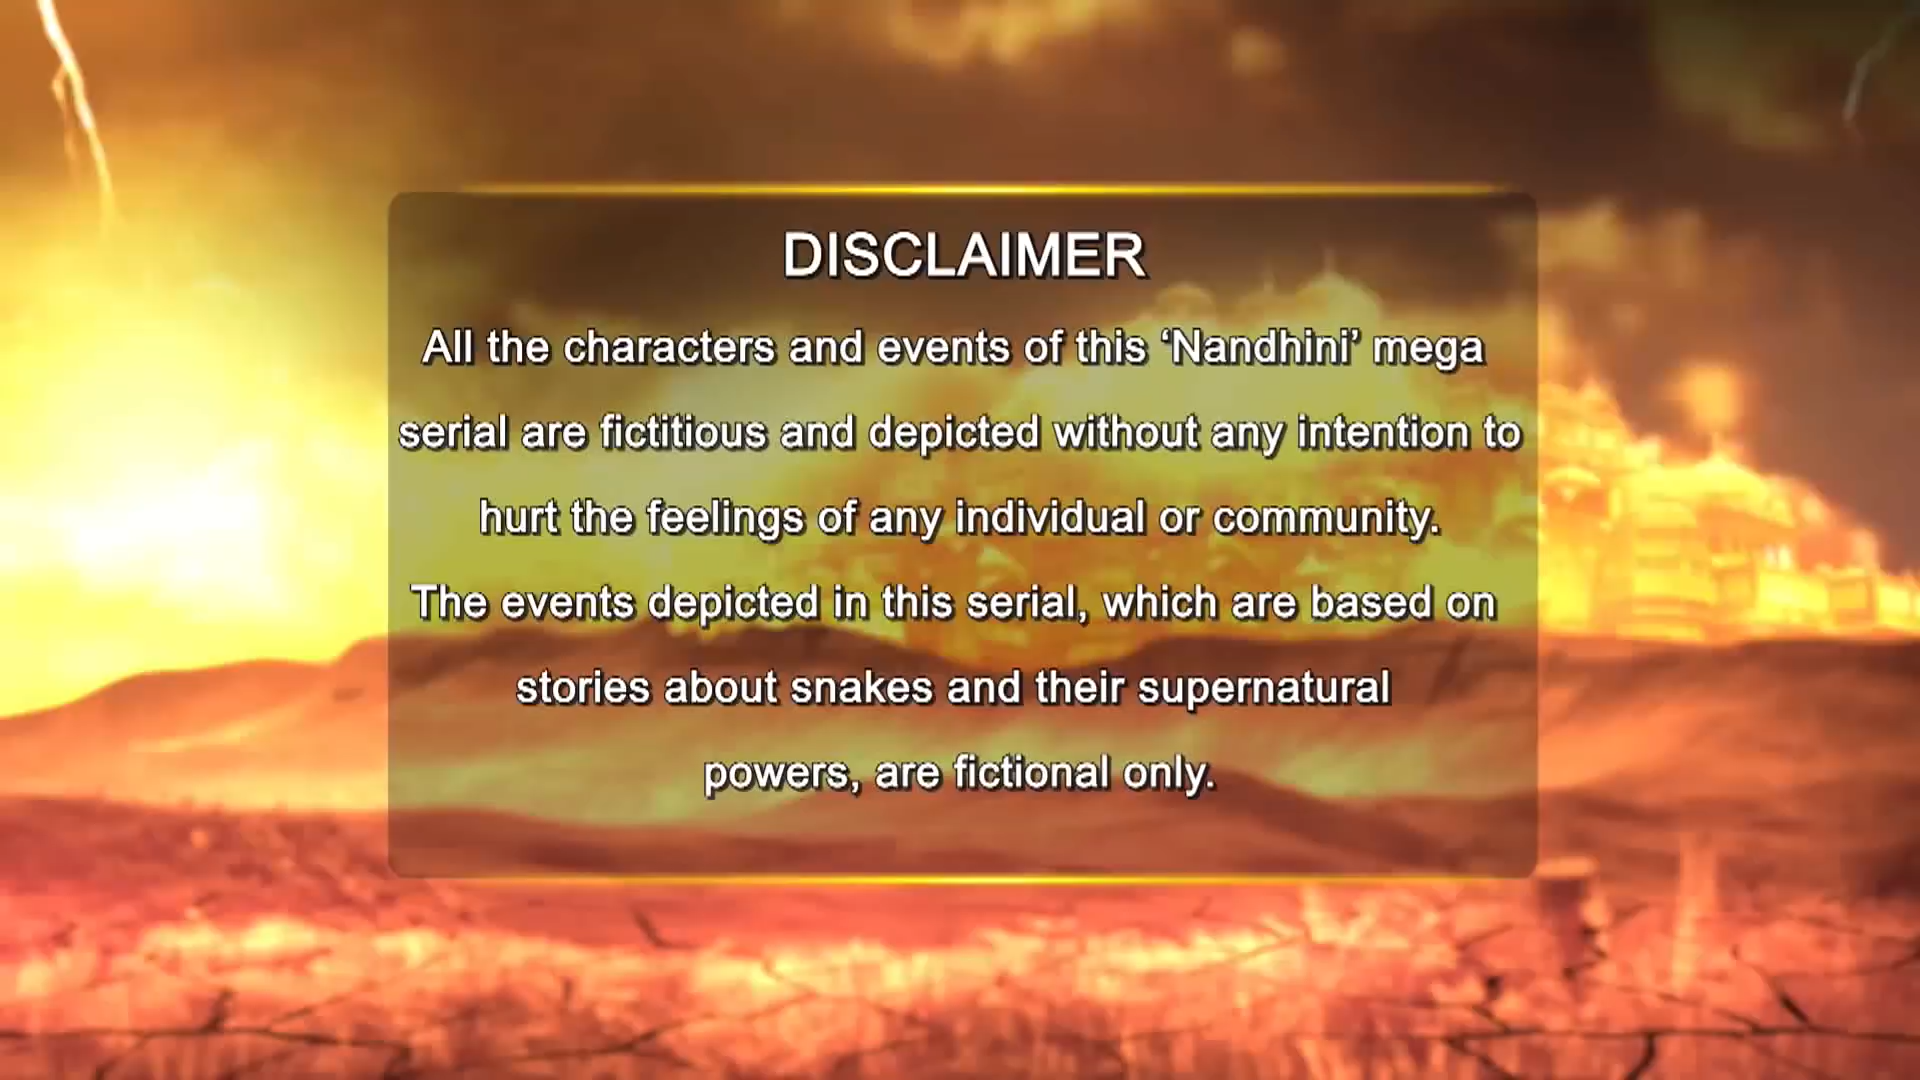 DISCLAIMER
All the characters and events of this ‘Nandhini’ mega
serial are fictitious and depicted without any intention to
hurt the feelings of any individual or community.
The events depicted in this serial, which are based on
stories about snakes and their supernatural
powers, are fictional only.